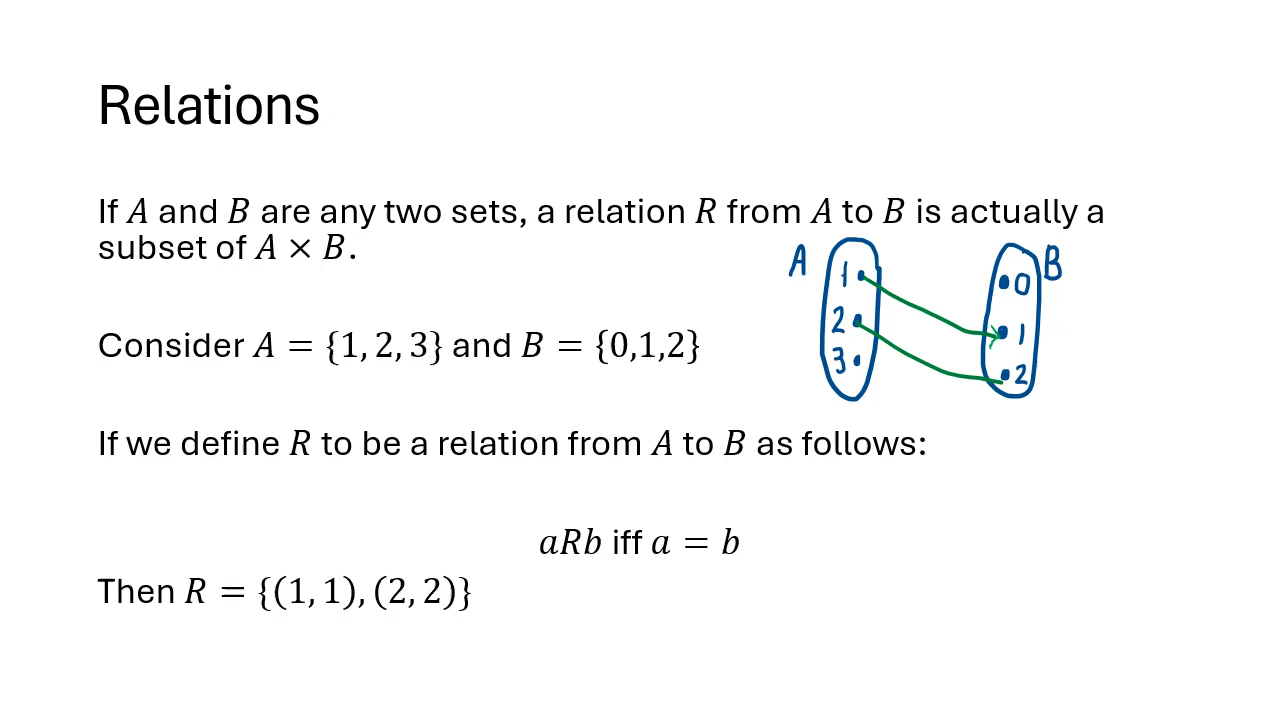 Relations
If A and B are any two sets, a relation R from A to B is actually a
subset of A × B.
A B
1 0
2 1
3 2
Consider A = {1, 2, 3} and B = {0,1,2}
If we define R to be a relation from A to B as follows:
aRb iff a = b
Then R = {(1, 1), (2, 2)}